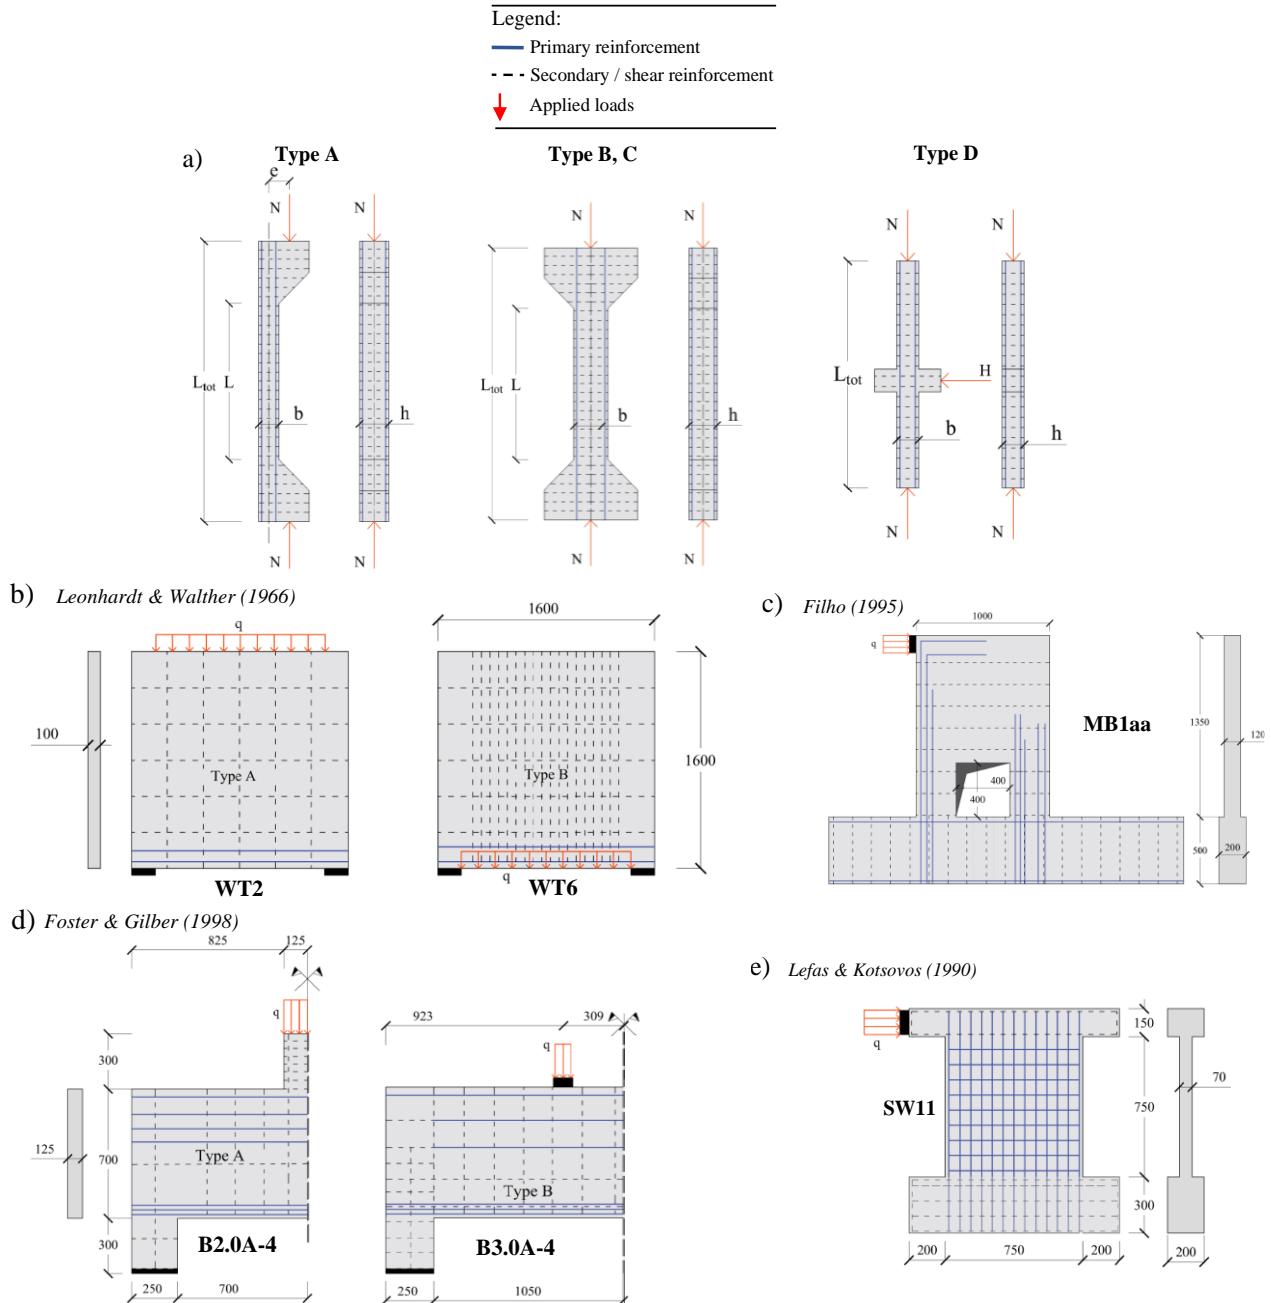 Legend:
Primary reinforcement
Secondary / shear reinforcement
Applied loads
a)
Type A
Type B, C
Type D
e
N
N
N
N
N
N
L_tot
L
b
h
L_tot
L
b
h
L_tot
H
b
h
N
N
N
N
N
N
b)
Leonhardt & Walther (1966)
q
1600
100
Type A
Type B
1600
q
WT2
WT6
c)
Filho (1995)
1000
q
MB1aa
1350
120
400
400
200
500
d)
Foster & Gilber (1998)
825
125
q
300
125
700
Type A
300
B2.0A-4
250
700
923
309
q
Type B
B3.0A-4
250
1050
e)
Lefas & Kotsovos (1990)
q
150
70
SW11
750
300
200
750
200
200